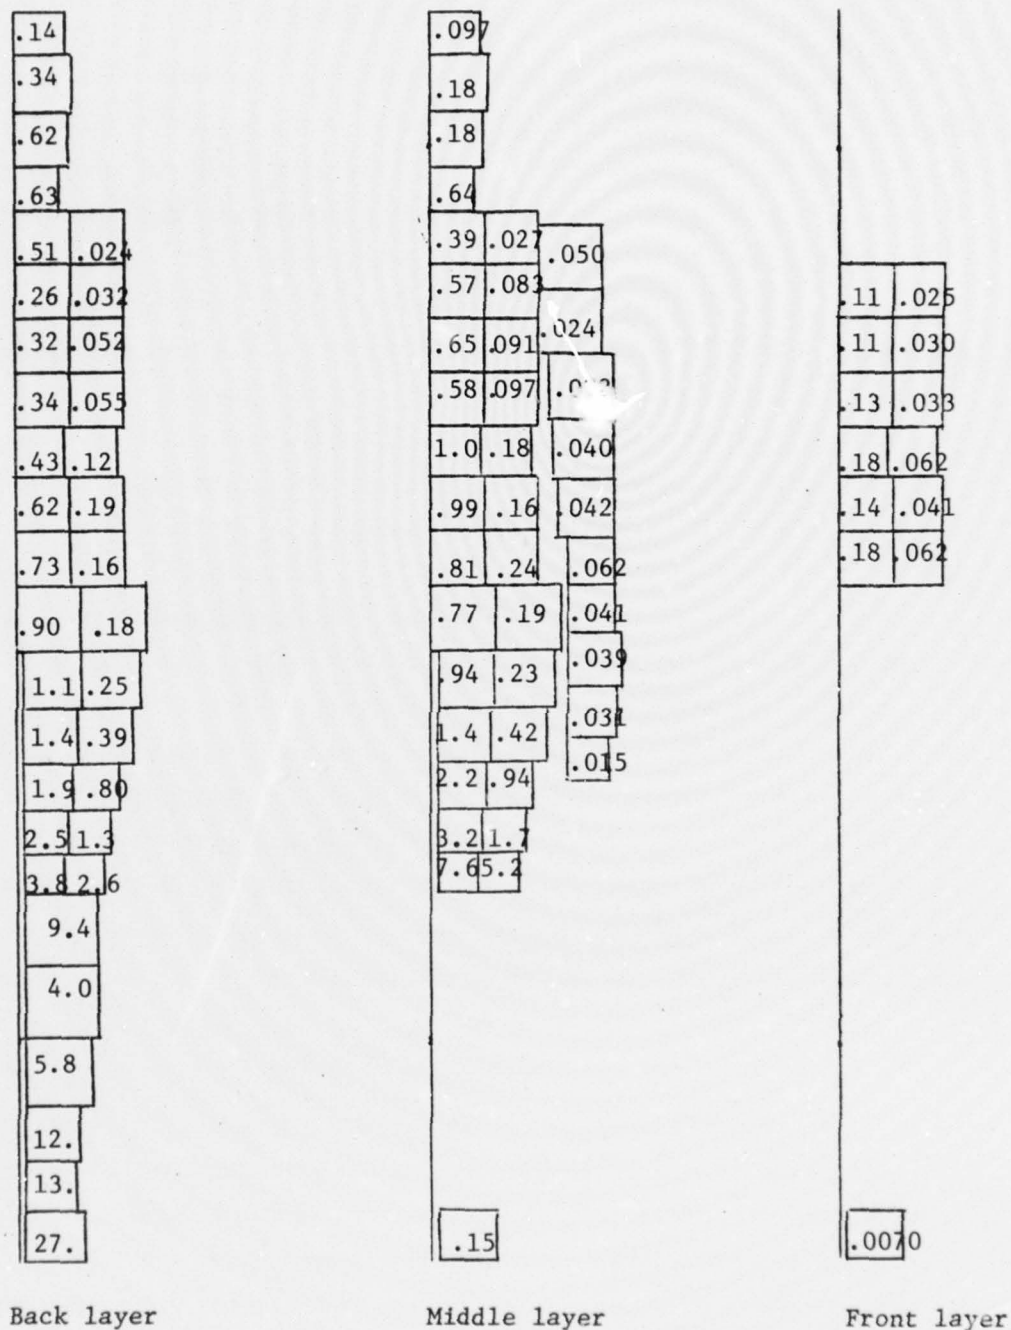 .14 .097
.34 .18
.62 .18
.63 .64
.51 .024 .39 .027 .050
.26 .032 .57 .083 .11 .025
.32 .052 .65 .091 .024 .11 .030
.34 .055 .58 .097 .13 .033
.43 .12 1.0 .18 .040 .18 .062
.62 .19 .99 .16 .042 .14 .041
.73 .16 .81 .24 .062 .18 .062
.90 .18 .77 .19 .041
1.1 .25 .94 .23 .039
1.4 .39 1.4 .42 .031
1.9 .80 2.2 .94 .015
2.5 1.3 3.2 1.7
3.8 2.6 7.6 5.2
9.4
4.0
5.8
12.
13.
27. .15 .0070
Back layer Middle layer Front layer